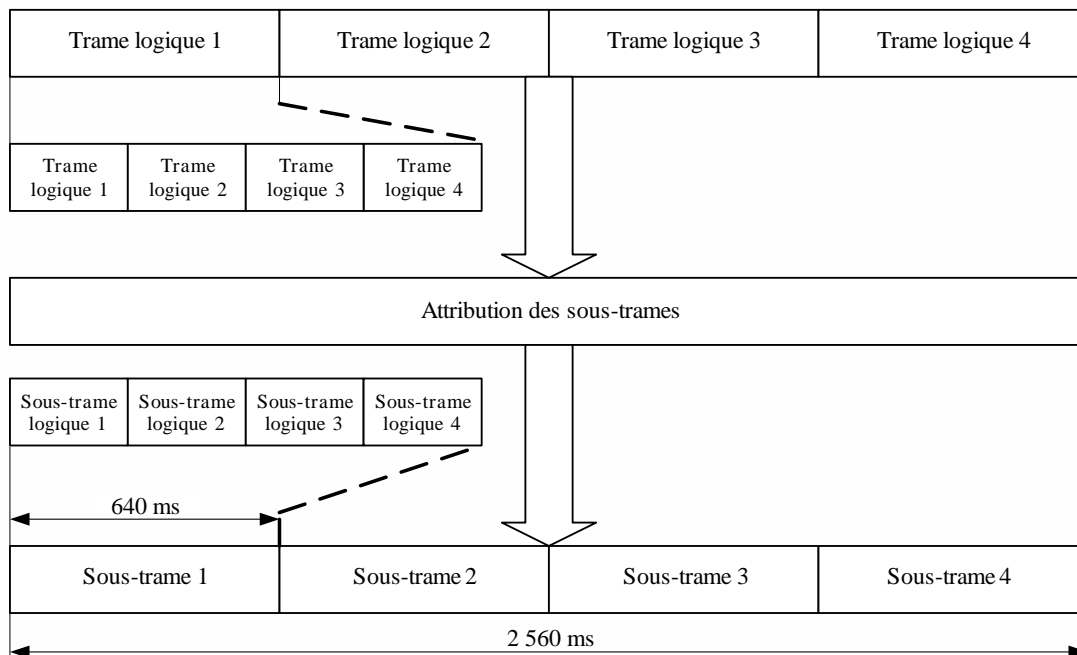 Trame logique 1 Trame logique 2 Trame logique 3 Trame logique 4
Trame logique 1
Trame logique 2
Trame logique 3
Trame logique 4
Attribution des sous-trames
Sous-trame logique 1
Sous-trame logique 2
Sous-trame logique 3
Sous-trame logique 4
640 ms
Sous-trame 1 Sous-trame 2 Sous-trame 3 Sous-trame 4
2 560 ms